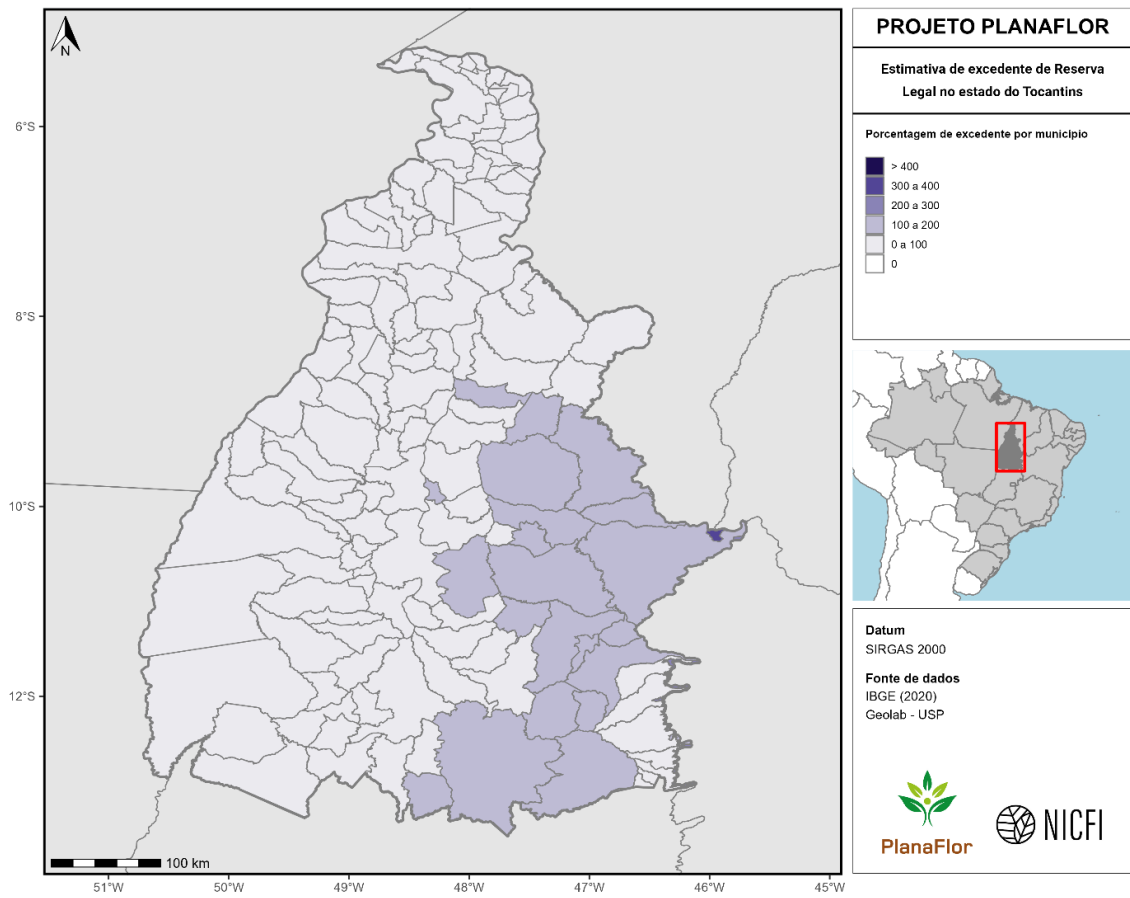 N
6°S
8°S
10°S
12°S
100 km
51°W
50°W
49°W
48°W
47°W
46°W
45°W
PROJETO PLANAFLOR
Estimativa de excedente de Reserva
Legal no estado do Tocantins
Porcentagem de excedente por município
> 400
300 a 400
200 a 300
100 a 200
0 a 100
0
Datum
SIRGAS 2000
Fonte de dados
IBGE (2020)
Geolab - USP
PlanaFlor
NICFI